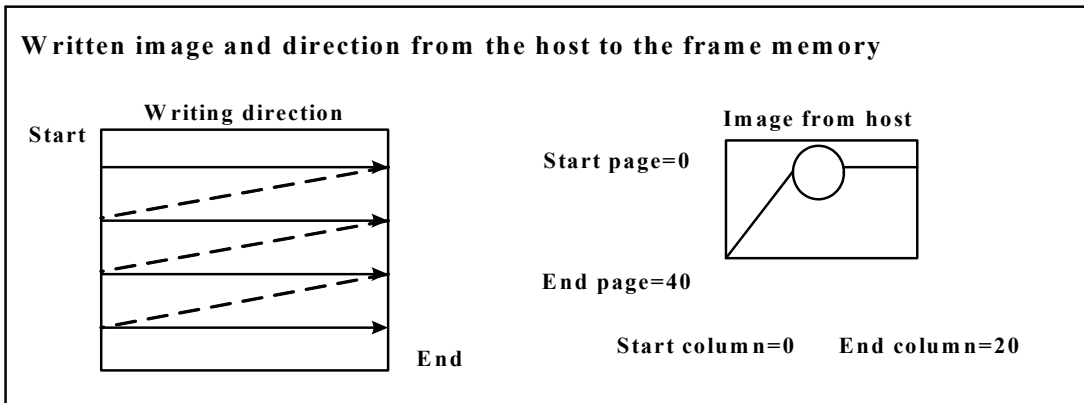 Written image and direction from the host to the frame memory
Writing direction
Start
End
Image from host
Start page=0
End page=40
Start column=0 End column=20